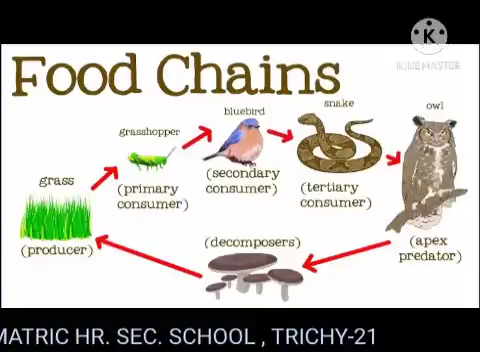 K
KINEMASTER
Food Chains
grass
(producer)
grasshopper
(primary
consumer)
bluebird
(secondary
consumer)
snake
(tertiary
consumer)
owl
(apex
predator)
(decomposers)
MATRIC HR. SEC. SCHOOL , TRICHY-21